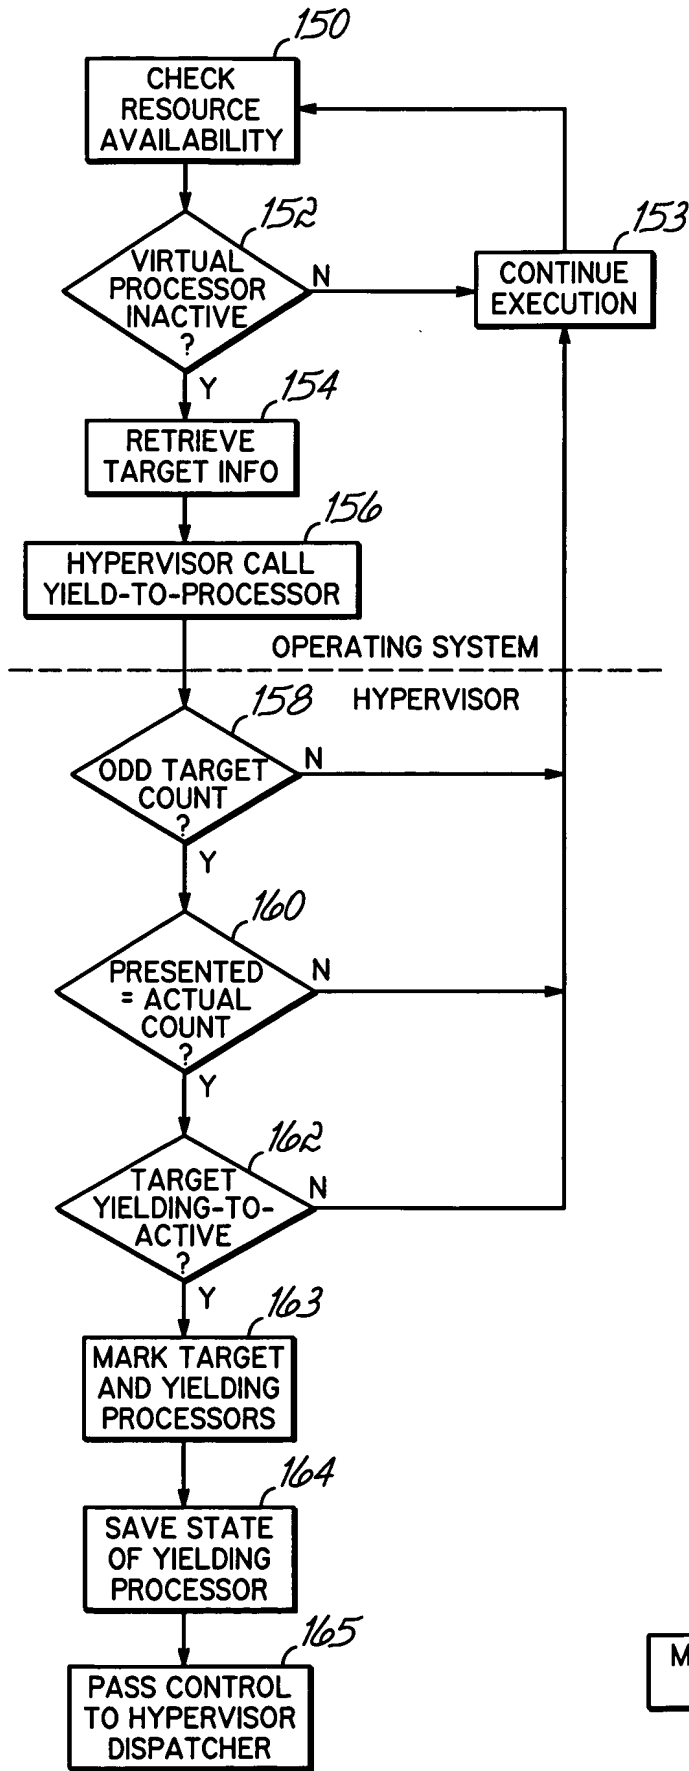 150
CHECK
RESOURCE
AVAILABILITY
152
VIRTUAL
PROCESSOR
INACTIVE
?
N
Y
153
CONTINUE
EXECUTION
154
RETRIEVE
TARGET INFO
156
HYPERVISOR CALL
YIELD-TO-PROCESSOR
OPERATING SYSTEM
HYPERVISOR
158
ODD TARGET
COUNT
?
N
Y
160
PRESENTED
= ACTUAL
COUNT
?
N
Y
162
TARGET
YIELDING-TO-
ACTIVE
?
N
Y
163
MARK TARGET
AND YIELDING
PROCESSORS
164
SAVE STATE
OF YIELDING
PROCESSOR
165
PASS CONTROL
TO HYPERVISOR
DISPATCHER
M